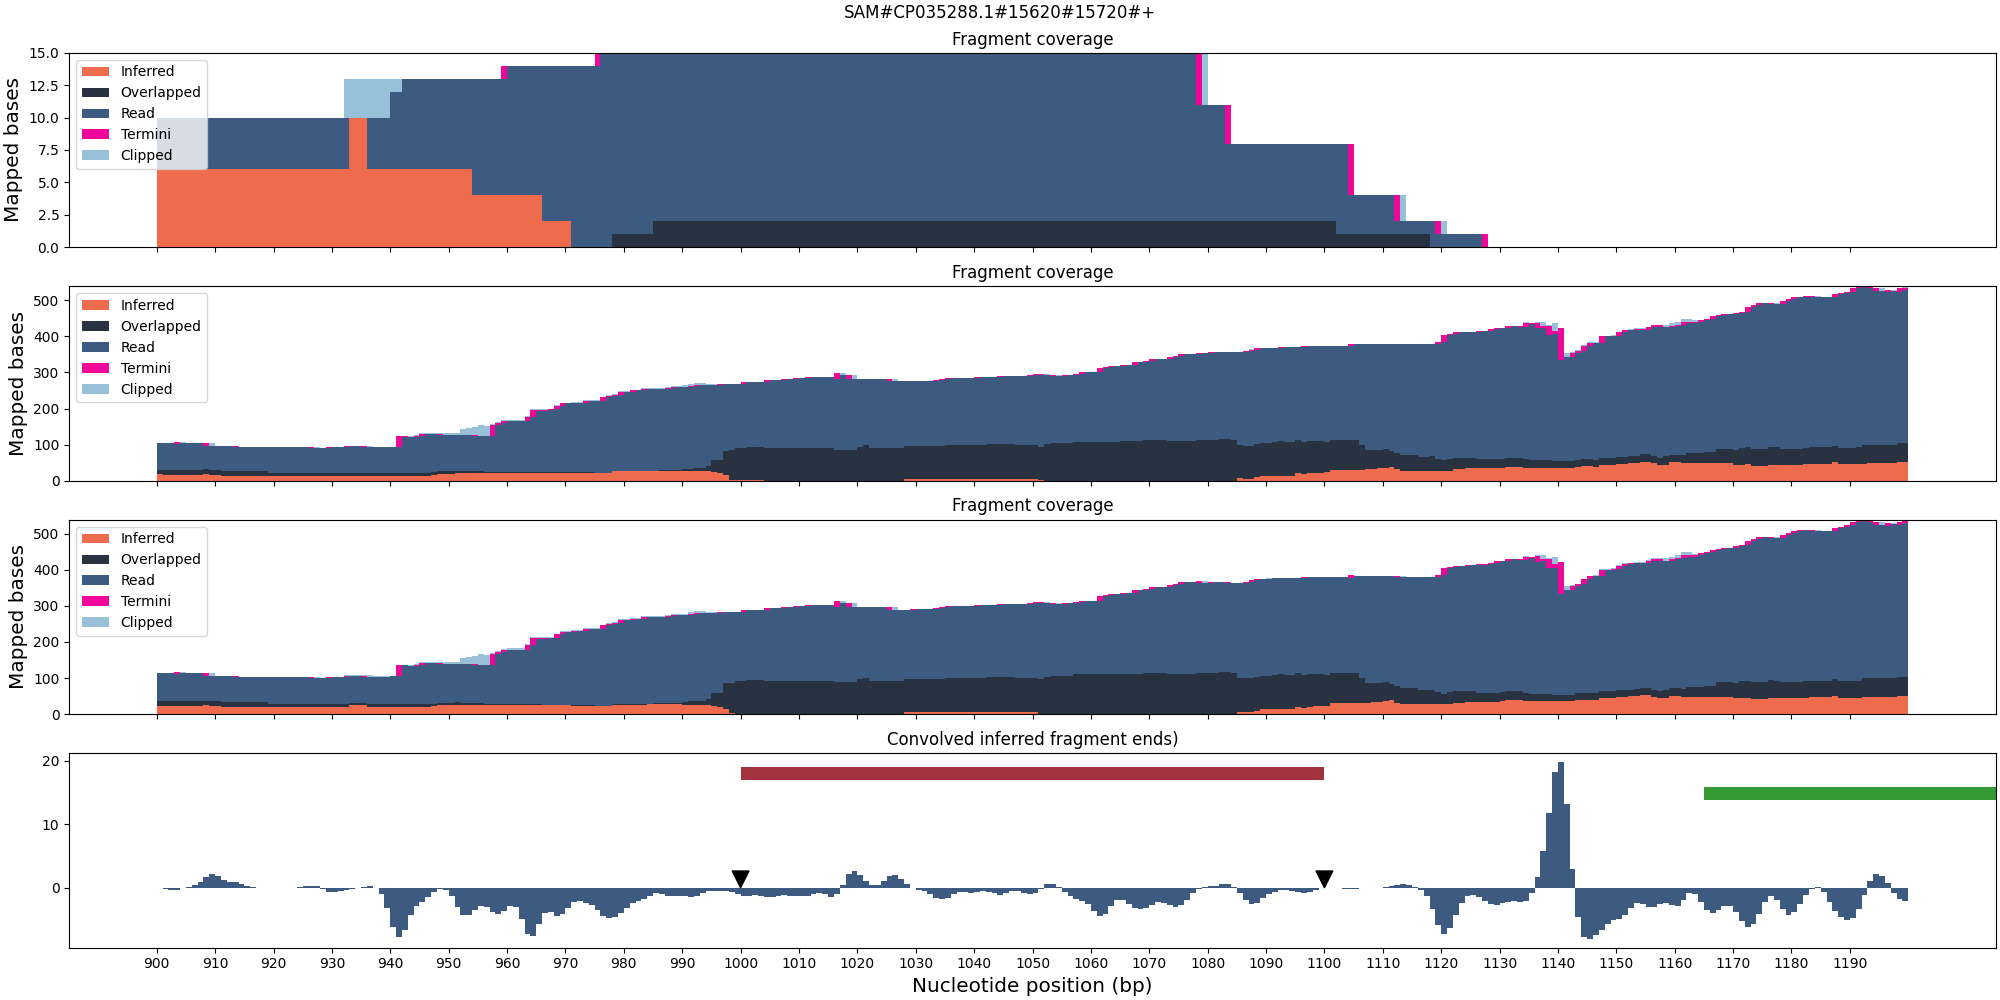 SAM#CP035288.1#15620#15720#+
Fragment coverage
Mapped bases
15.0
12.5
10.0
7.5
5.0
2.5
0.0
Inferred
Overlapped
Read
Termini
Clipped
Fragment coverage
Mapped bases
500
400
300
200
100
0
Inferred
Overlapped
Read
Termini
Clipped
Fragment coverage
Mapped bases
500
400
300
200
100
0
Inferred
Overlapped
Read
Termini
Clipped
Convolved inferred fragment ends)
20
10
0
900 910 920 930 940 950 960 970 980 990 1000 1010 1020 1030 1040 1050 1060 1070 1080 1090 1100 1110 1120 1130 1140 1150 1160 1170 1180 1190
Nucleotide position (bp)